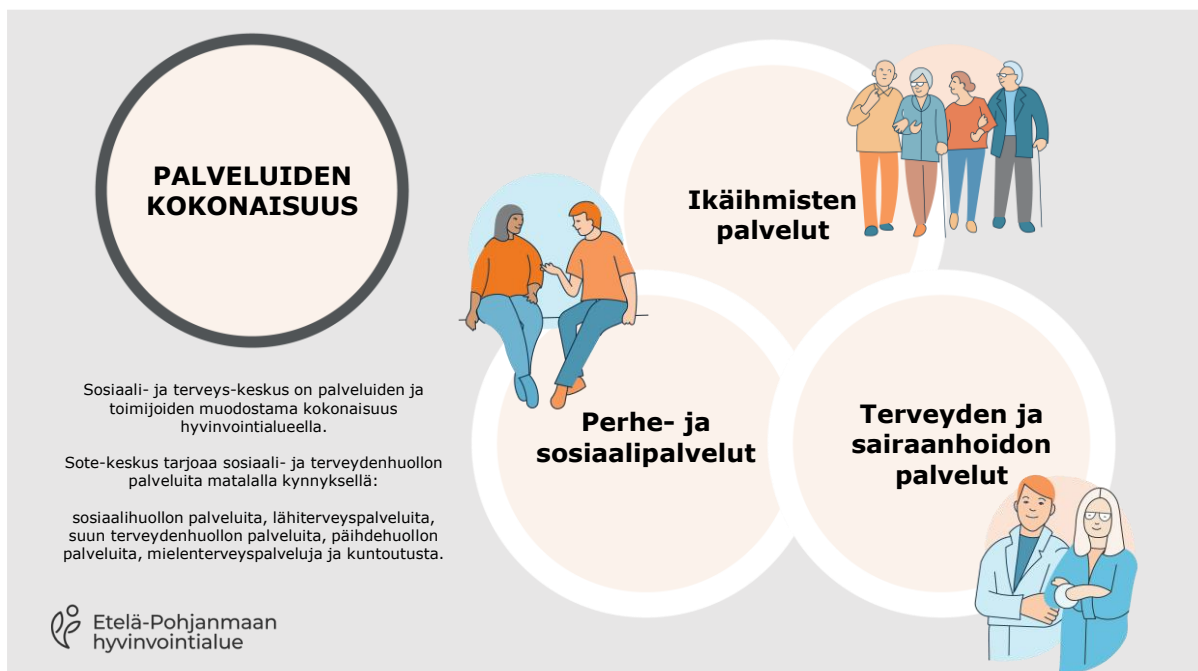 PALVELUIDEN
KOKONAISUUS
Sosiaali- ja terveys-keskus on palveluiden ja
toimijoiden muodostama kokonaisuus
hyvinvointialueella.
Sote-keskus tarjoaa sosiaali- ja terveydenhuollon
palveluita matalalla kynnyksellä:
sosiaalihuollon palveluita, lähiterveyspalveluita,
suun terveydenhuollon palveluita, päihdehuollon
palveluita, mielenterveyspalveluja ja kuntoutusta.
Etelä-Pohjanmaan
hyvinvointialue
Ikäihmisten
palvelut
Perhe- ja
sosiaalipalvelut
Terveyden ja
sairaanhoidon
palvelut